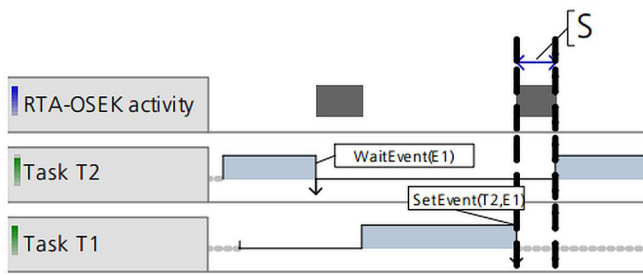 S
RTA-OSEK activity
WaitEvent(E1)
Task T2
SetEvent(T2,E1)
Task T1